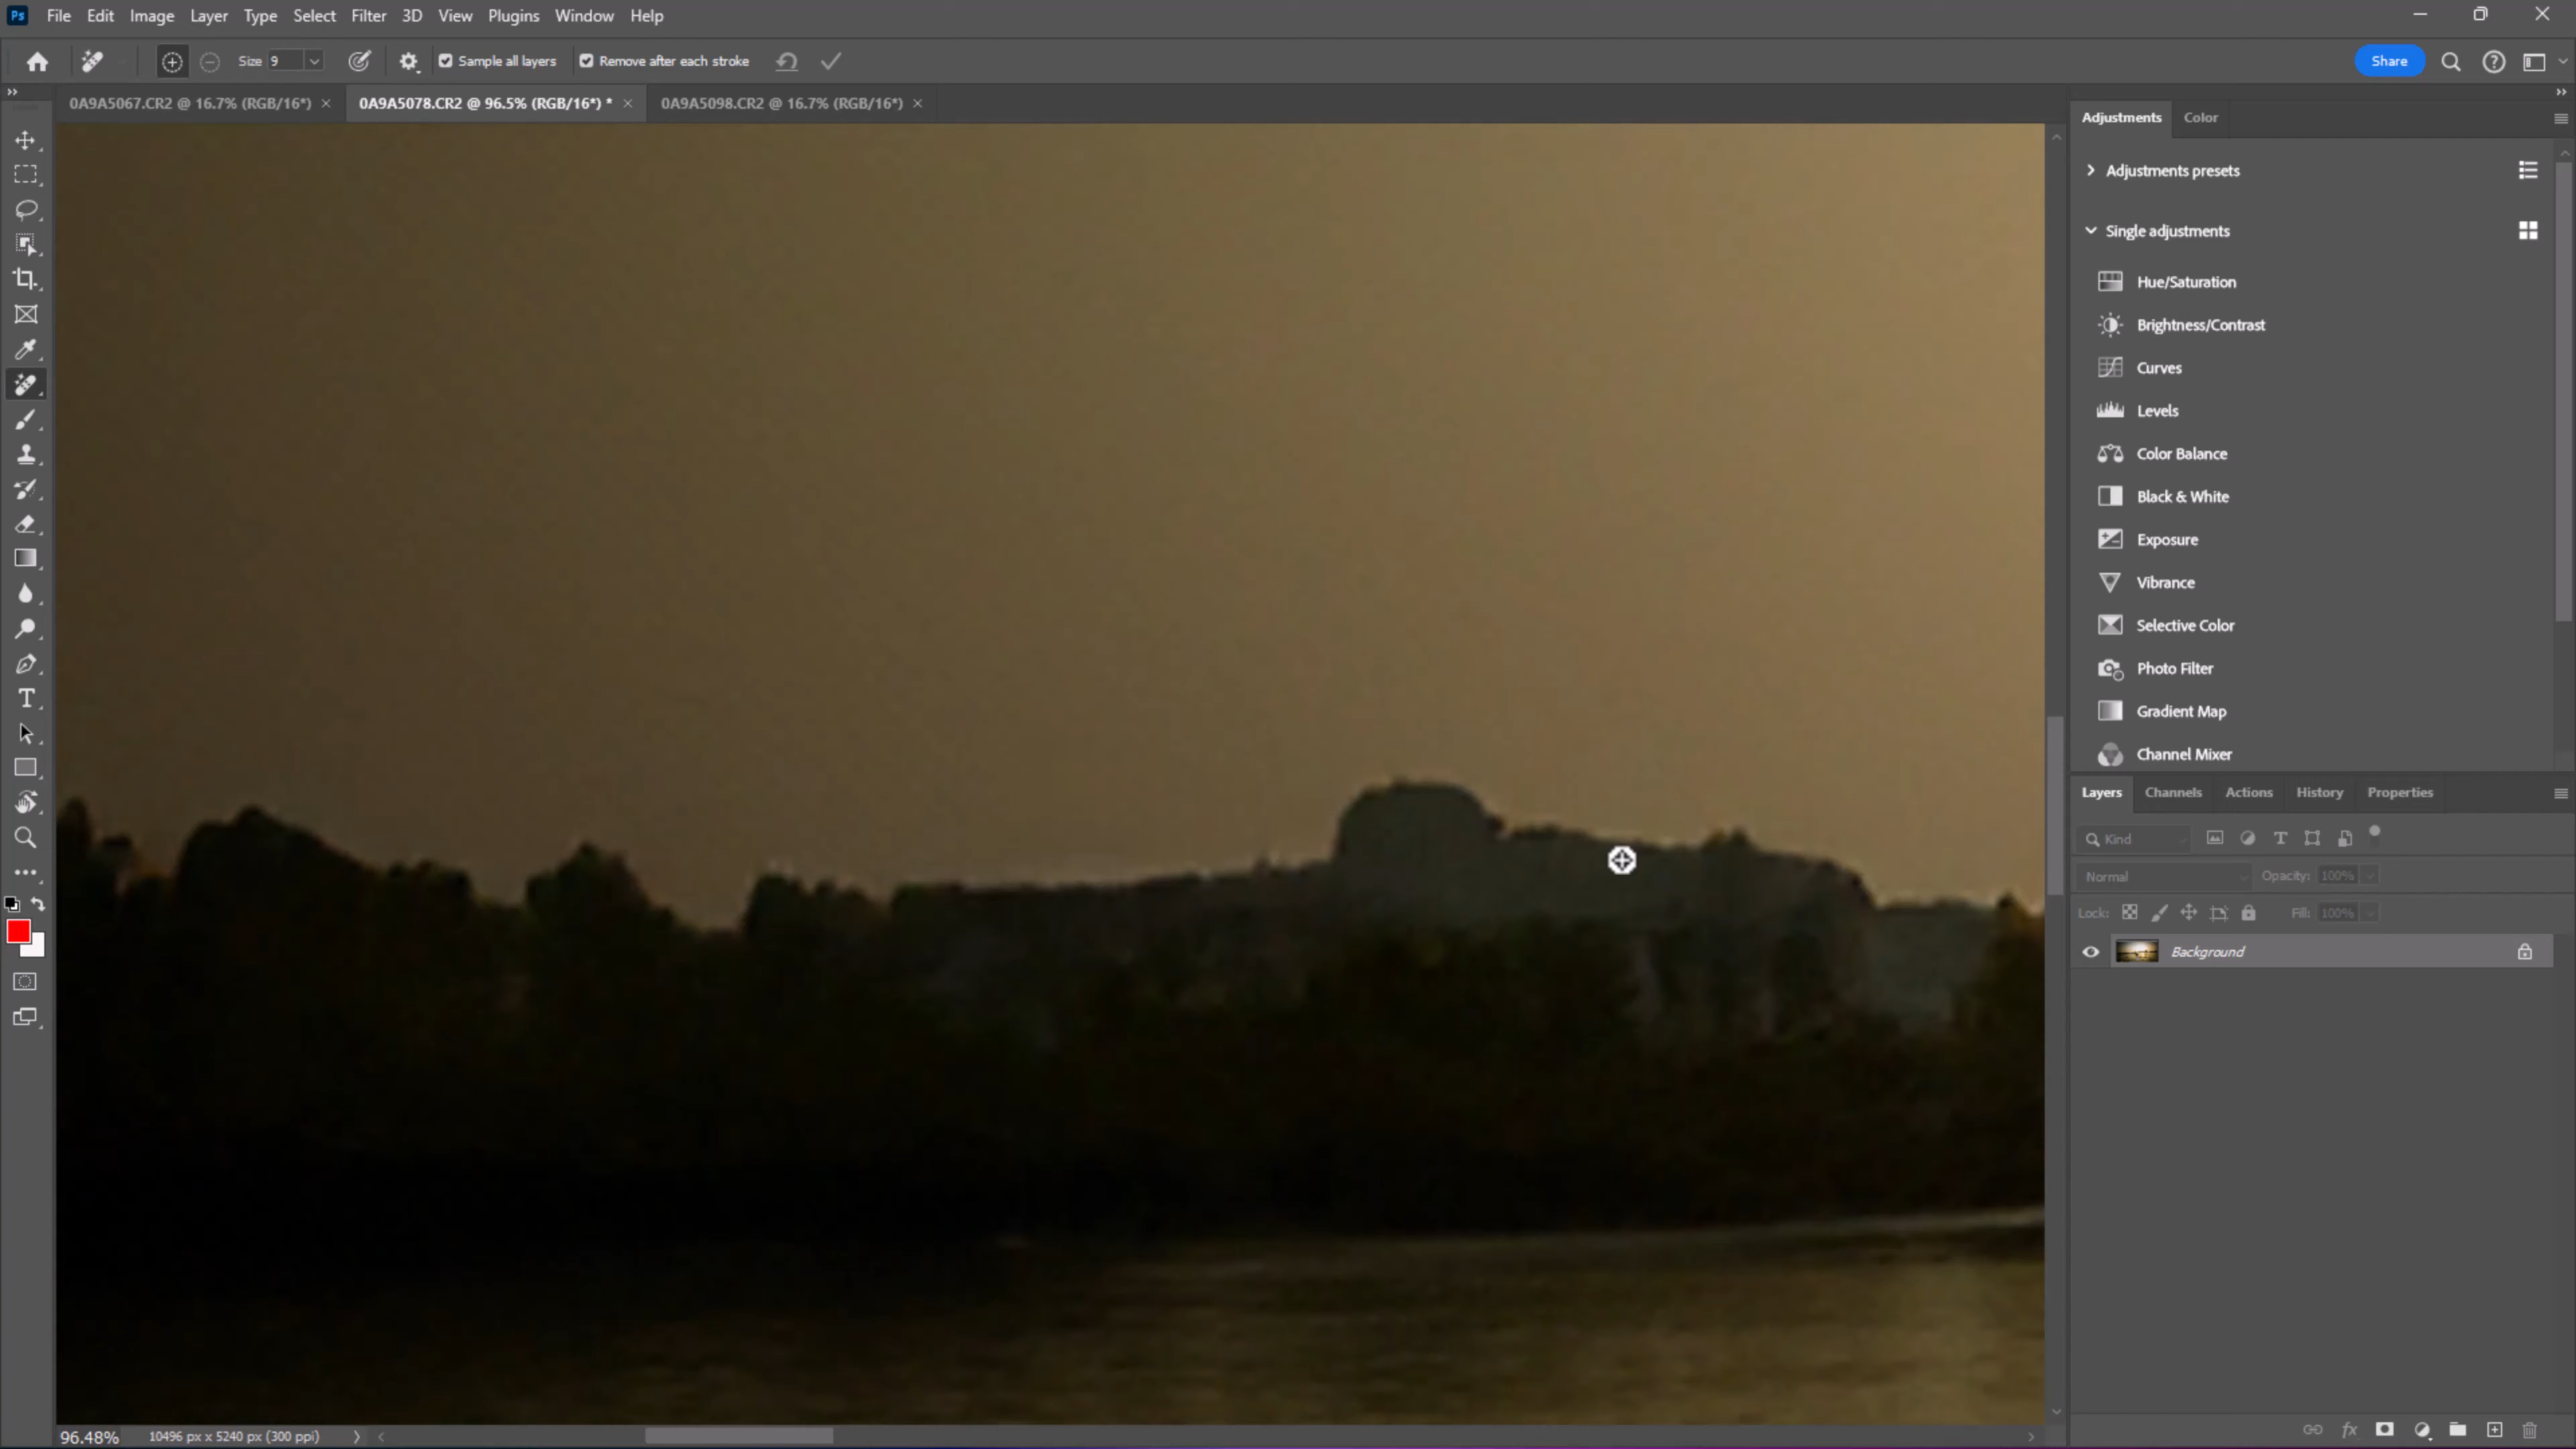 Ps File Edit Image Layer Type Select Filter 3D View Plugins Window Help
Size 9 Sample all layers Remove after each stroke Share
0A9A5067.CR2 @ 16.7% (RGB/16*) × 0A9A5078.CR2 @ 96.5% (RGB/16*) * × 0A9A5098.CR2 @ 16.7% (RGB/16*) ×
Adjustments Color
Adjustments presets
Single adjustments
Hue/Saturation
Brightness/Contrast
Curves
Levels
Color Balance
Black & White
Exposure
Vibrance
Selective Color
Photo Filter
Gradient Map
Channel Mixer
Layers Channels Actions History Properties
Kind
Normal Opacity: 100%
Lock: Fill: 100%
Background
96.48% 10496 px x 5240 px (300 ppi)